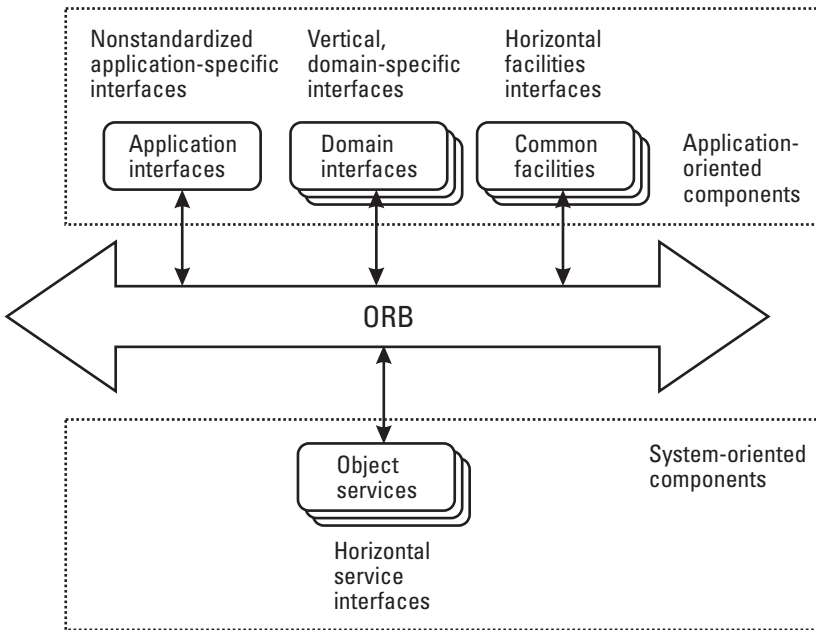 Nonstandardized
application-specific
interfaces
Vertical,
domain-specific
interfaces
Horizontal
facilities
interfaces
Application
interfaces
Domain
interfaces
Common
facilities
Application-
oriented
components
ORB
Object
services
System-oriented
components
Horizontal
service
interfaces